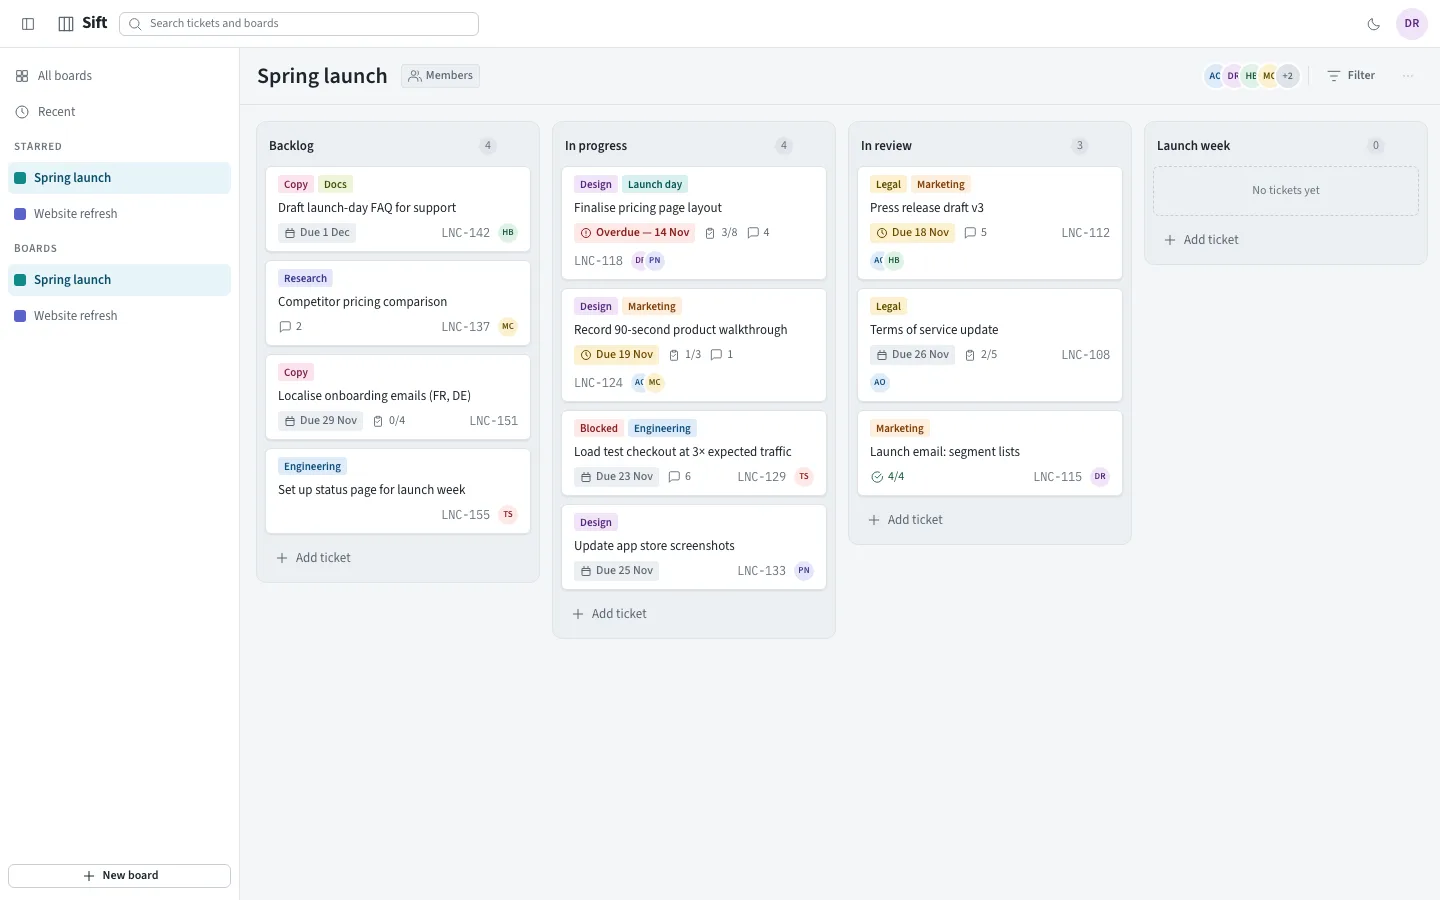 Sift
Search tickets and boards
DR
All boards
Recent
STARRED
Spring launch
Website refresh
BOARDS
Spring launch
Website refresh
New board
Spring launch
Members
AO DR HB MC +2
Filter
Backlog 4
Copy Docs
Draft launch-day FAQ for support
Due 1 Dec LNC-142 HB
Research
Competitor pricing comparison
2 LNC-137 MC
Copy
Localise onboarding emails (FR, DE)
Due 29 Nov 0/4 LNC-151
Engineering
Set up status page for launch week
LNC-155 TS
Add ticket
In progress 4
Design Launch day
Finalise pricing page layout
Overdue — 14 Nov 3/8 4
LNC-118 DR PN
Design Marketing
Record 90-second product walkthrough
Due 19 Nov 1/3 1
LNC-124 AO MC
Blocked Engineering
Load test checkout at 3× expected traffic
Due 23 Nov 6 LNC-129 TS
Design
Update app store screenshots
Due 25 Nov LNC-133 PN
Add ticket
In review 3
Legal Marketing
Press release draft v3
Due 18 Nov 5 LNC-112
AO HB
Legal
Terms of service update
Due 26 Nov 2/5 LNC-108
AO
Marketing
Launch email: segment lists
4/4 LNC-115 DR
Add ticket
Launch week 0
No tickets yet
Add ticket